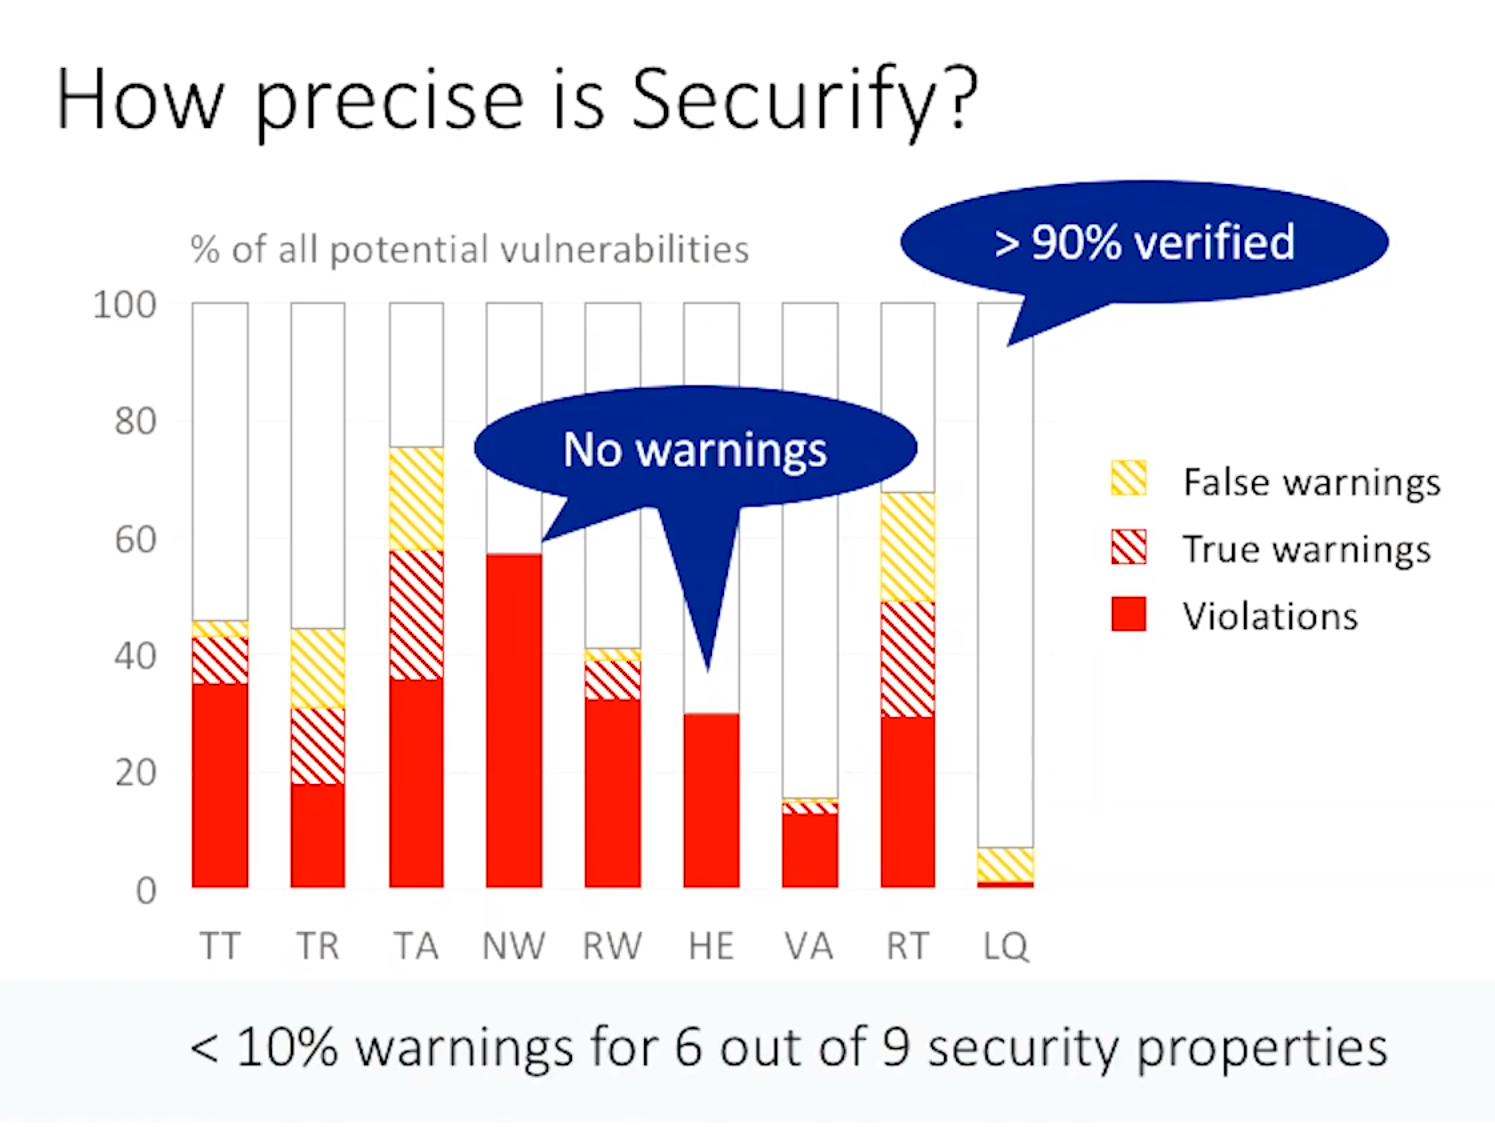 How precise is Securify?
> 90% verified
% of all potential vulnerabilities
100
80
60
40
20
0
No warnings
False warnings
True warnings
Violations
TT TR TA NW RW HE VA RT LQ
< 10% warnings for 6 out of 9 security properties